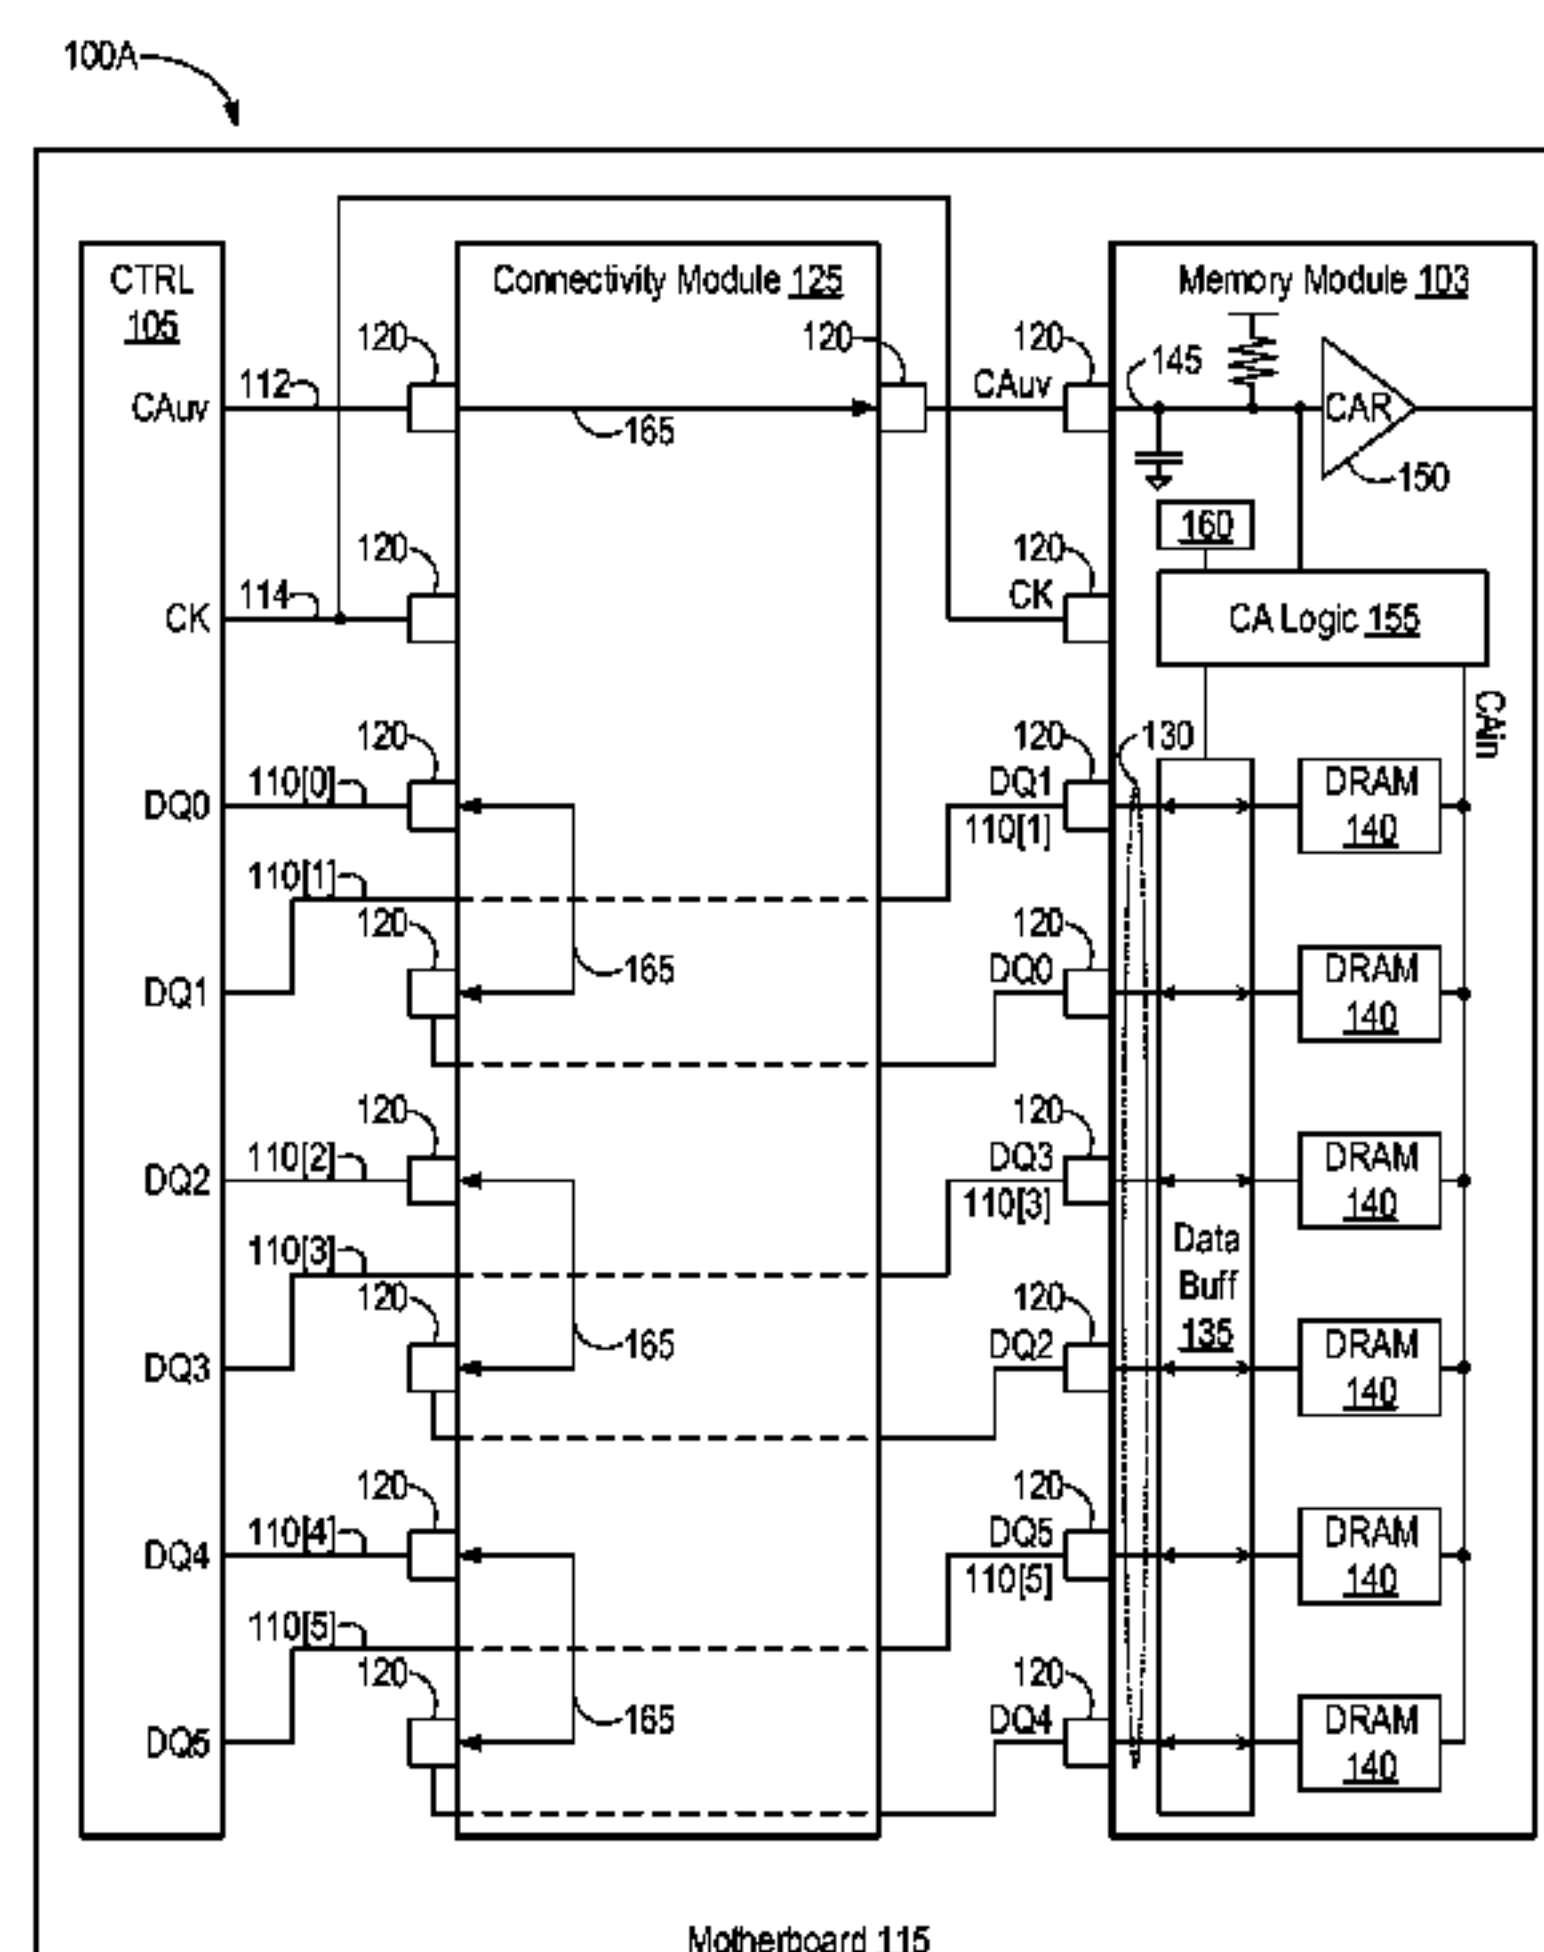 100A
CTRL
105
Connectivity Module 125
Memory Module 103
120
120
120
145
CAuv
112
165
CAuv
CAR
150
160
120
120
CK
114
CK
CA Logic 155
CAin
120
120
130
DQ0
110[0]
DQ1
110[1]
DRAM
140
110[1]
120
120
DQ1
165
DQ0
DRAM
140
120
120
DQ2
110[2]
DQ3
110[3]
DRAM
140
Data
Buff
135
110[3]
120
120
DQ3
165
DQ2
DRAM
140
120
120
DQ4
110[4]
DQ5
110[5]
DRAM
140
110[5]
120
120
DQ5
165
DQ4
DRAM
140
Motherboard 115